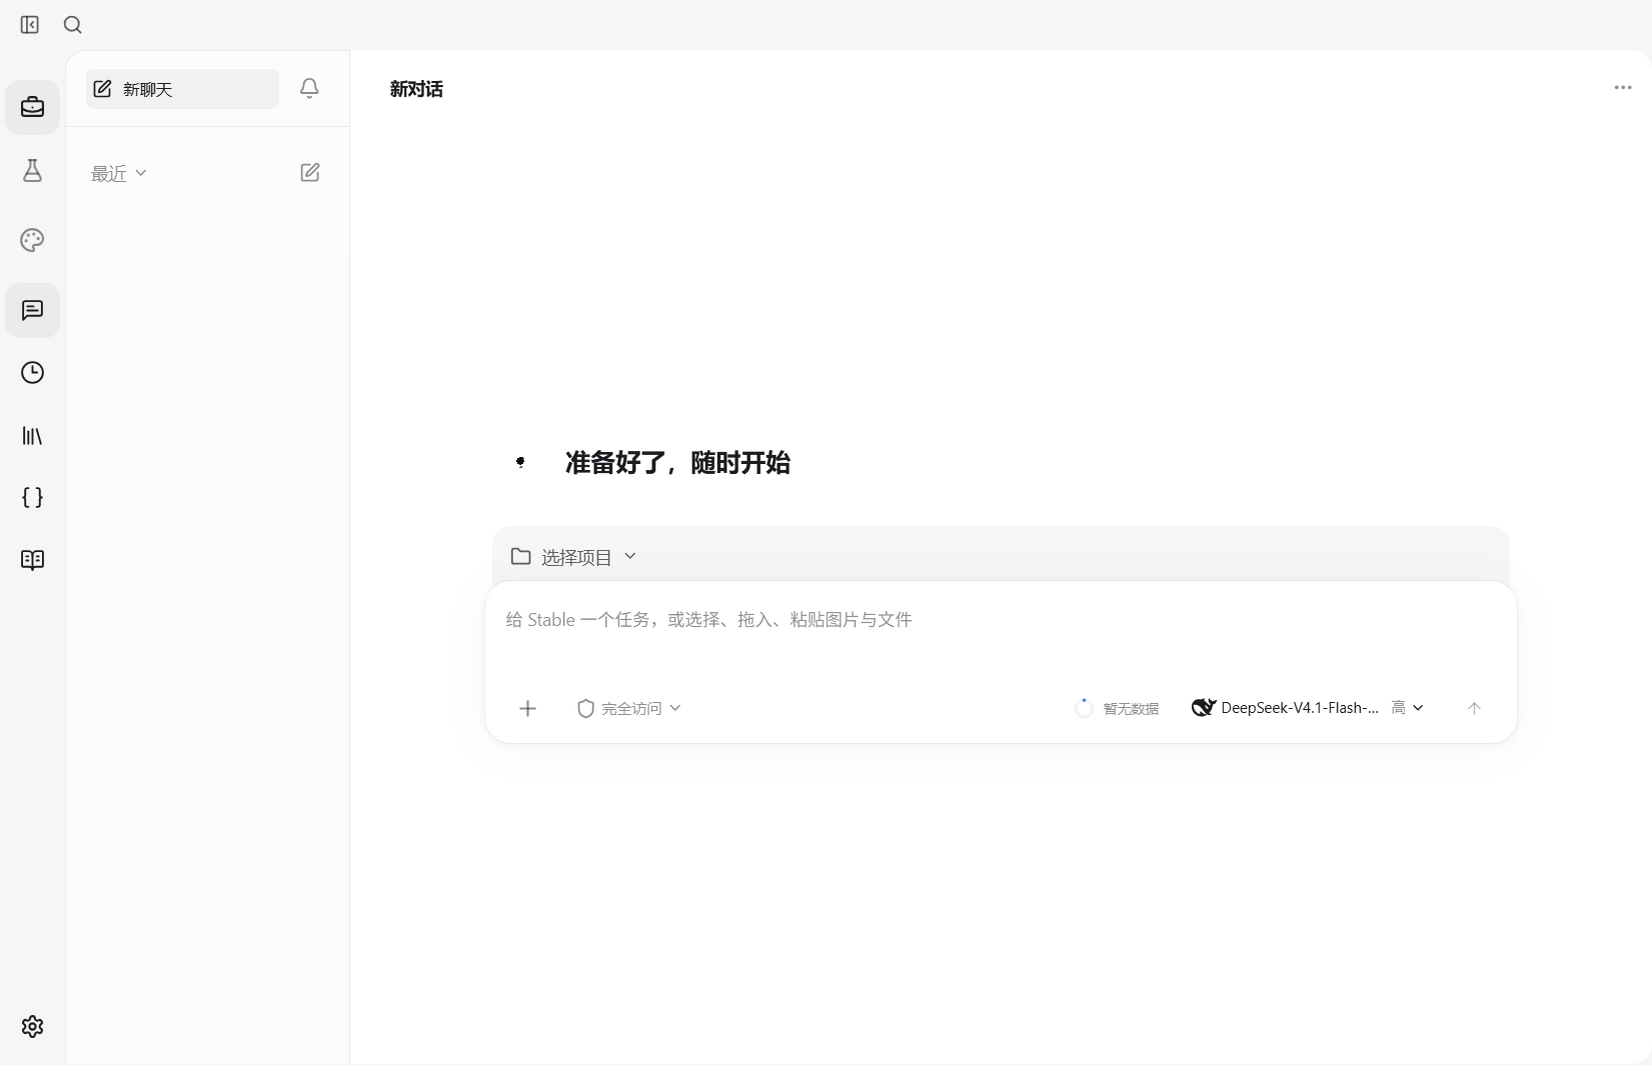 新聊天
新对话
最近
准备好了，随时开始
选择项目
给 Stable 一个任务，或选择、拖入、粘贴图片与文件
完全访问
暂无数据
DeepSeek-V4.1-Flash-...
高